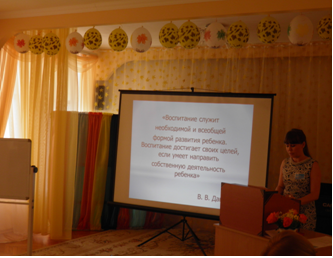 «Воспитание служит
необходимой и всеобщей
формой развития ребенка.
Воспитание достигает своих целей,
если умеет направить
собственную деятельность
ребенка»
В. В.